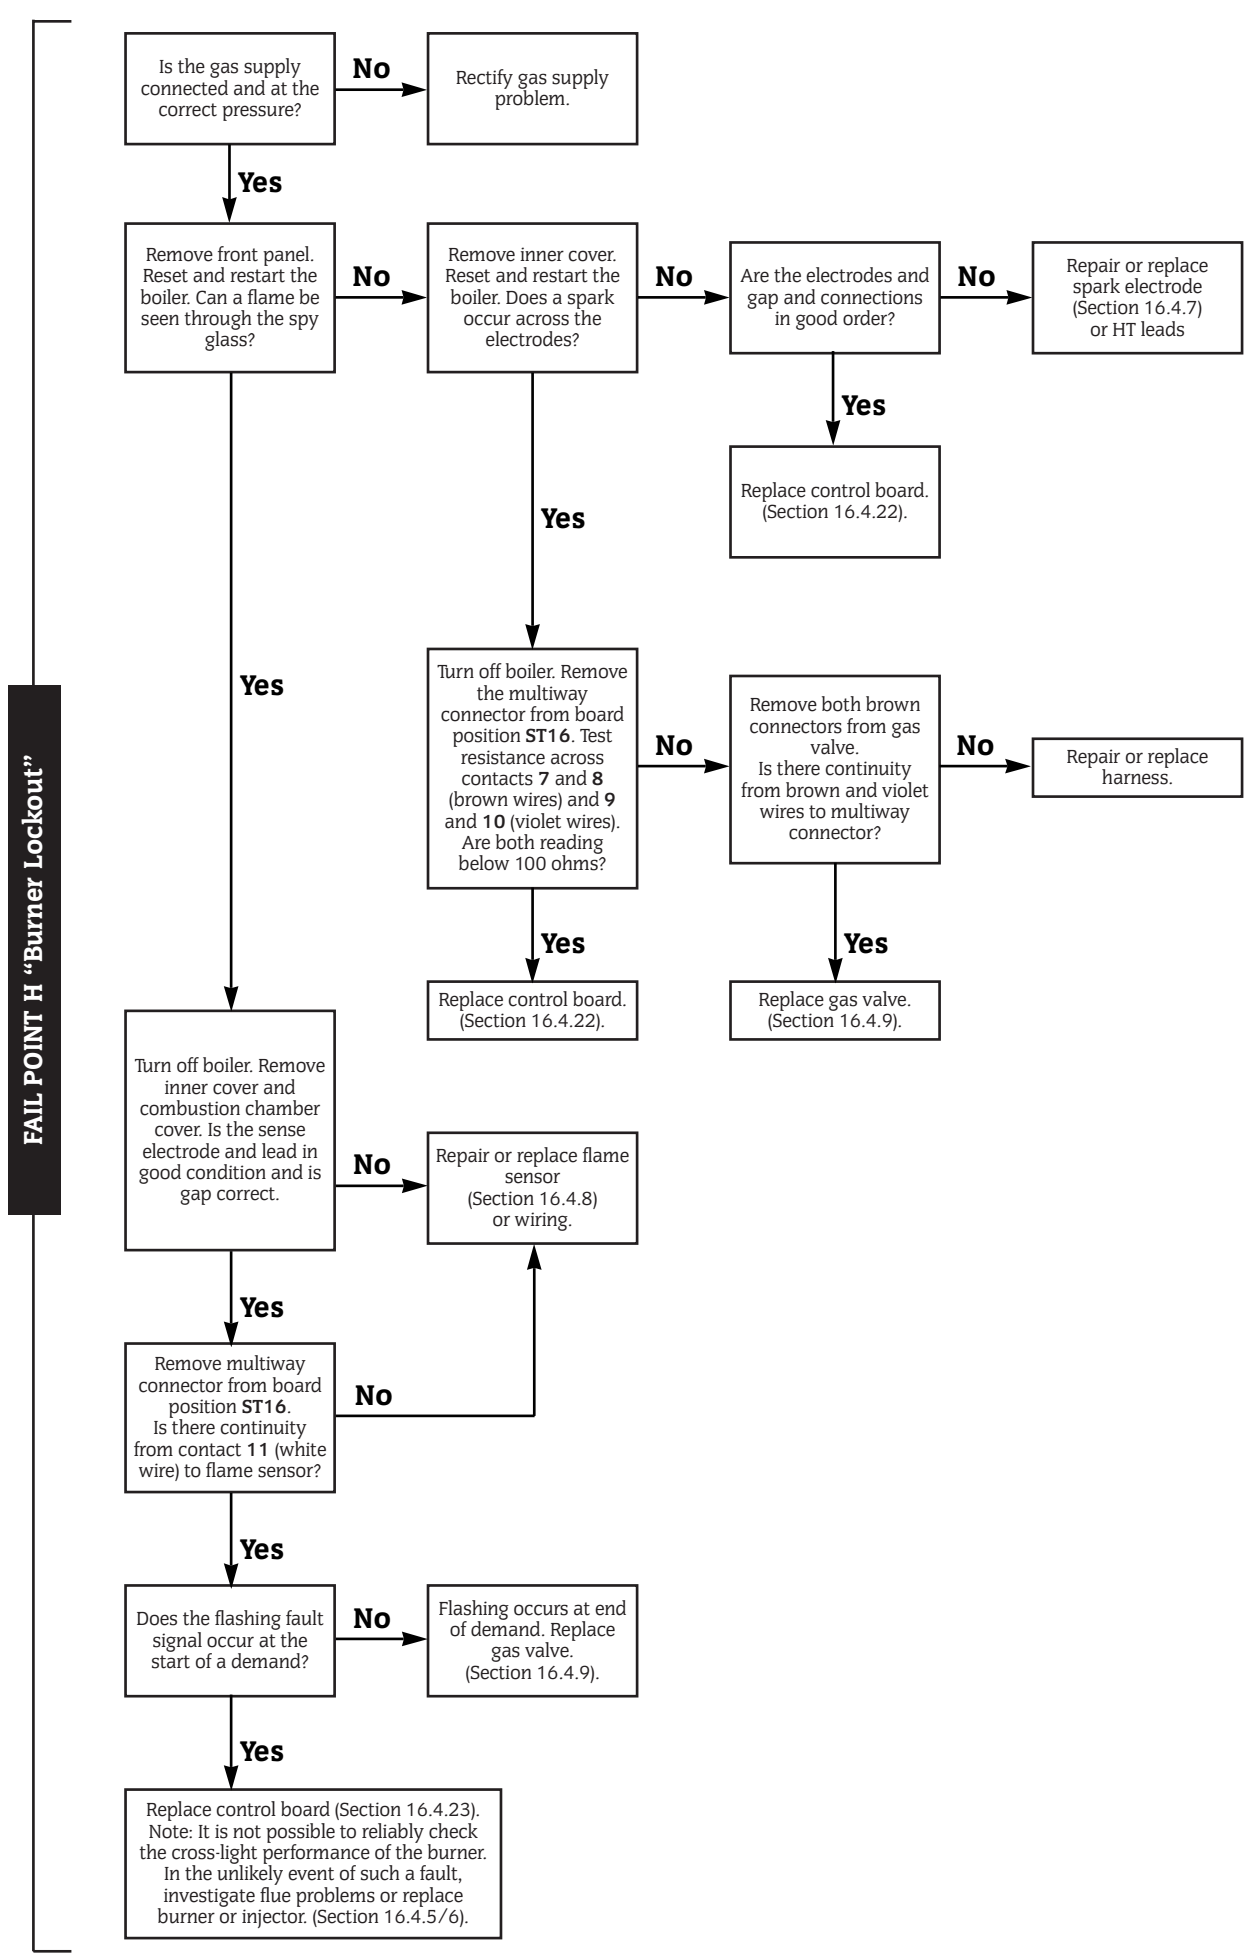 FAIL POINT H “Burner Lockout”
Is the gas supply
connected and at the
correct pressure?
No
Rectify gas supply
problem.
Yes
Remove front panel.
Reset and restart the
boiler. Can a flame be
seen through the spy
glass?
No
Remove inner cover.
Reset and restart the
boiler. Does a spark
occur across the
electrodes?
No
Are the electrodes and
gap and connections
in good order?
No
Repair or replace
spark electrode
(Section 16.4.7)
or HT leads
Yes
Replace control board.
(Section 16.4.22).
Yes
Yes
Turn off boiler. Remove
the multiway
connector from board
position ST16. Test
resistance across
contacts 7 and 8
(brown wires) and 9
and 10 (violet wires).
Are both reading
below 100 ohms?
No
Remove both brown
connectors from gas
valve.
Is there continuity
from brown and violet
wires to multiway
connector?
No
Repair or replace
harness.
Yes
Replace control board.
(Section 16.4.22).
Yes
Replace gas valve.
(Section 16.4.9).
Turn off boiler. Remove
inner cover and
combustion chamber
cover. Is the sense
electrode and lead in
good condition and is
gap correct.
No
Repair or replace flame
sensor
(Section 16.4.8)
or wiring.
Yes
Remove multiway
connector from board
position ST16.
Is there continuity
from contact 11 (white
wire) to flame sensor?
No
Yes
Does the flashing fault
signal occur at the
start of a demand?
No
Flashing occurs at end
of demand. Replace
gas valve.
(Section 16.4.9).
Yes
Replace control board (Section 16.4.23).
Note: It is not possible to reliably check
the cross-light performance of the burner.
In the unlikely event of such a fault,
investigate flue problems or replace
burner or injector. (Section 16.4.5/6).